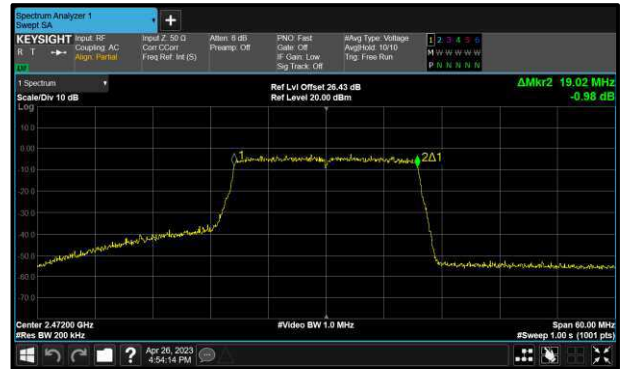 Spectrum Analyzer 1
Swept SA
+
KEYSIGHT
R T
Input: RF
Coupling: AC
Align: Partial
Input Z: 50 Ω
Corr CCorr
Freq Ref: Int (S)
Atten: 6 dB
Preamp: Off
PNO: Fast
Gate: Off
IF Gain: Low
Sig Track: Off
#Avg Type: Voltage
Avg|Hold: 10/10
Trig: Free Run
1 2 3 4 5 6
M W W W W W
P N N N N N
1 Spectrum
Scale/Div 10 dB
Ref Lvl Offset 26.43 dB
Ref Level 20.00 dBm
ΔMkr2 19.02 MHz
-0.98 dB
Log
10.0
0.00
-10.0
-20.0
-30.0
-40.0
-50.0
-60.0
-70.0
1
2Δ1
Center 2.47200 GHz
#Res BW 200 kHz
#Video BW 1.0 MHz
Span 60.00 MHz
#Sweep 1.00 s (1001 pts)
?
Apr 26, 2023
4:54:14 PM